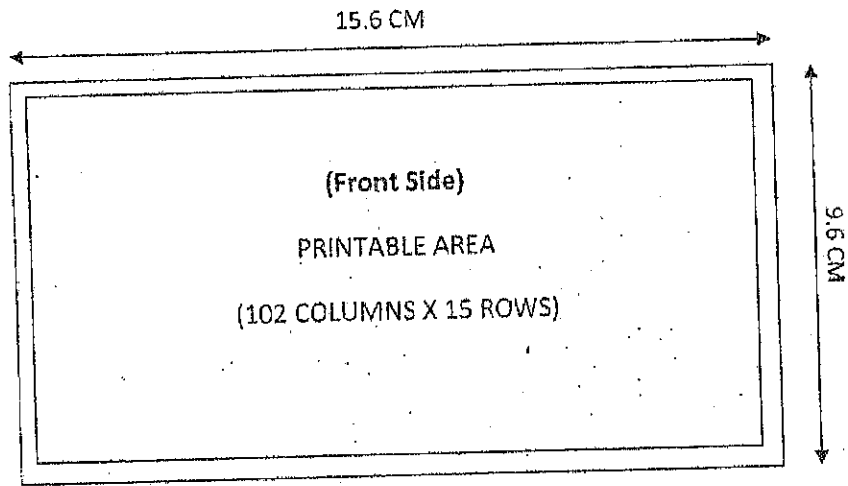 15.6 CM
(Front Side)
PRINTABLE AREA
(102 COLUMNS X 15 ROWS)
9.6 CM